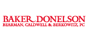 BAKER, DONELSON
BEARMAN, CALDWELL & BERKOWITZ, PC